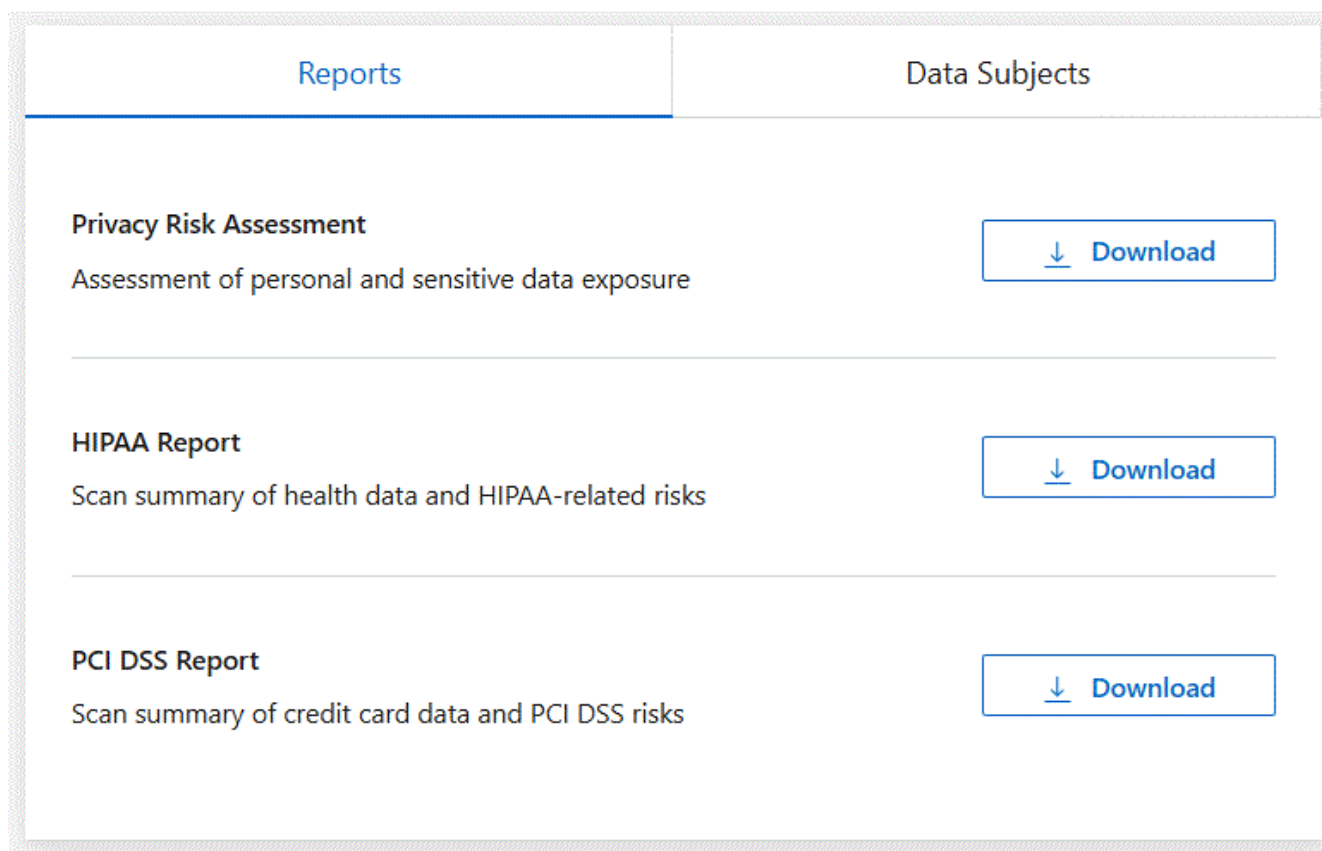 Reports
Data Subjects
Privacy Risk Assessment
Download
Assessment of personal and sensitive data exposure
HIPAA Report
Download
Scan summary of health data and HIPAA-related risks
PCI DSS Report
Download
Scan summary of credit card data and PCI DSS risks